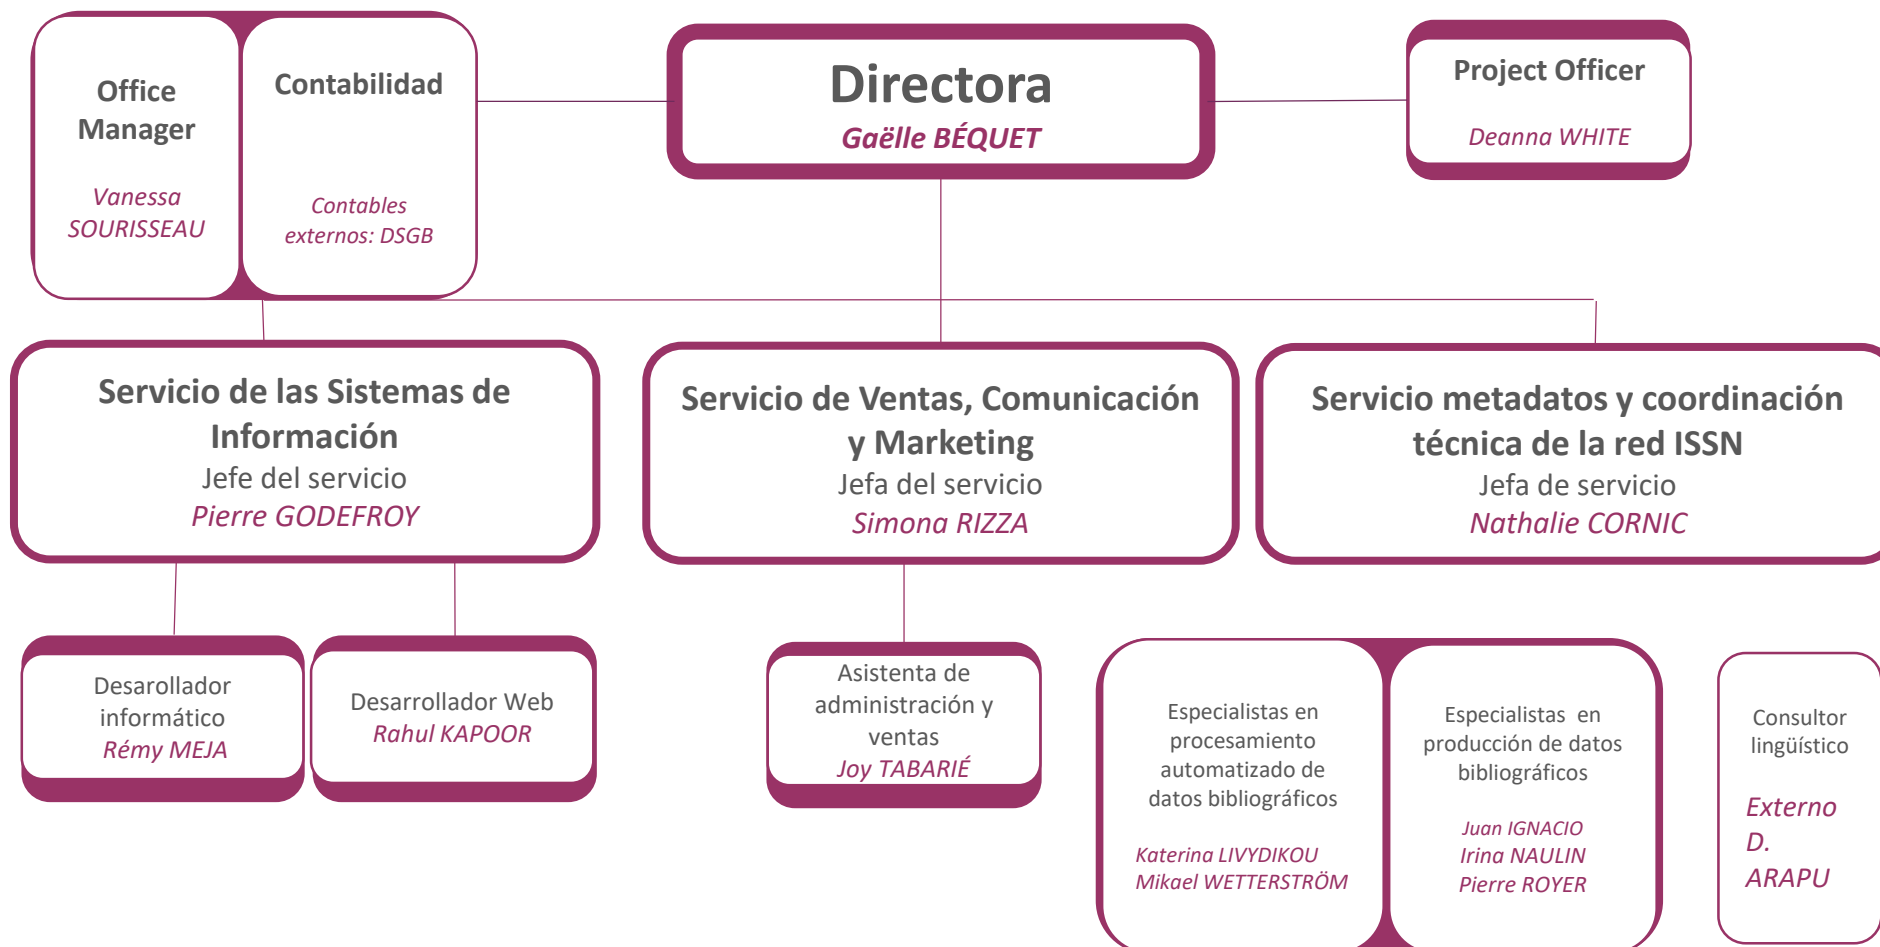 Office
Manager
Vanessa
SOURISSEAU
Contabilidad
Contables
externos: DSGB
Directora
Gaëlle BÉQUET
Project Officer
Deanna WHITE
Servicio de las Sistemas de
Información
Jefe del servicio
Pierre GODEFROY
Servicio de Ventas, Comunicación
y Marketing
Jefa del servicio
Simona RIZZA
Servicio metadatos y coordinación
técnica de la red ISSN
Jefa de servicio
Nathalie CORNIC
Desarollador
informático
Rémy MEJA
Desarrollador Web
Rahul KAPOOR
Asistenta de
administración y
ventas
Joy TABARIÉ
Especialistas en
procesamiento
automatizado de
datos bibliográficos
Katerina LIVYDIKOU
Mikael WETTERSTRÖM
Especialistas en
producción de datos
bibliográficos
Juan IGNACIO
Irina NAULIN
Pierre ROYER
Consultor
lingüístico
Externo
D.
ARAPU